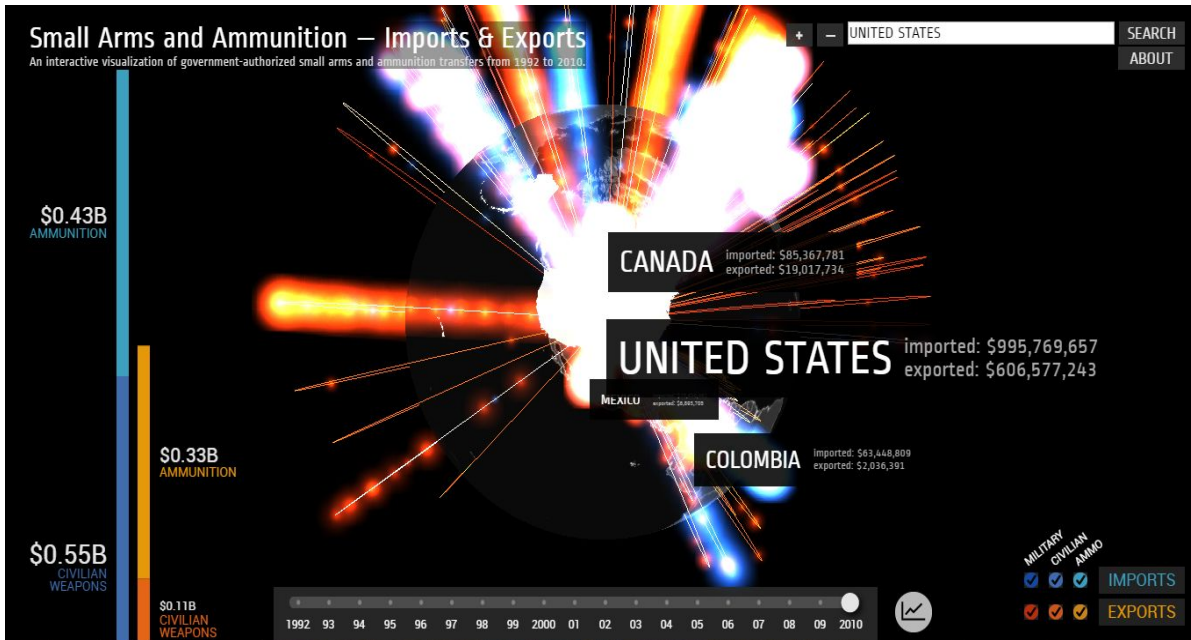 Small Arms and Ammunition — Imports & Exports
An interactive visualization of government-authorized small arms and ammunition transfers from 1992 to 2010.
+ − UNITED STATES SEARCH
ABOUT
$0.43B
AMMUNITION
CANADA imported: $85,367,781
exported: $19,017,734
UNITED STATES imported: $995,769,657
exported: $606,577,243
MEXICO
COLOMBIA imported: $63,448,809
exported: $2,036,391
$0.33B
AMMUNITION
$0.55B
CIVILIAN
WEAPONS
$0.11B
CIVILIAN
WEAPONS
MILITARY CIVILIAN AMMO
IMPORTS
EXPORTS
1992 93 94 95 96 97 98 99 2000 01 02 03 04 05 06 07 08 09 2010